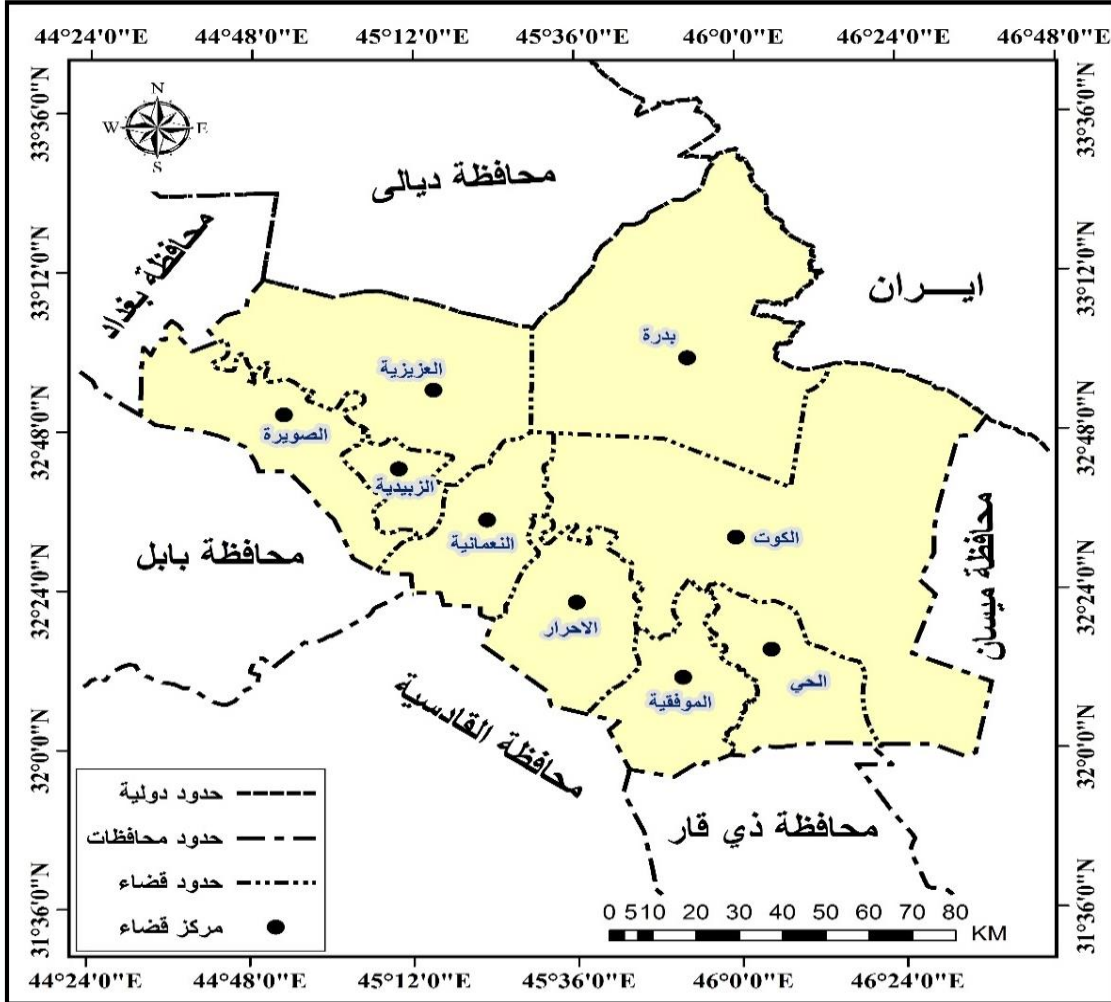 44°24'0"E 44°48'0"E 45°12'0"E 45°36'0"E 46°0'0"E 46°24'0"E 46°48'0"E
33°36'0"N 33°36'0"N
33°12'0"N 33°12'0"N
32°48'0"N 32°48'0"N
32°24'0"N 32°24'0"N
32°0'0"N 32°0'0"N
31°36'0"N 31°36'0"N
N
W E
S
محافظة ديالى
محافظة بغداد
ايــران
بدرة
العزيزية
الصويرة
الزبيدية
النعمانية
الكوت
محافظة بابل
محافظة ميسان
الاحرار
الحي
الموفقية
محافظة القادسية
محافظة ذي قار
حدود دولية
حدود محافظات
حدود قضاء
مركز قضاء
0 5 10 20 30 40 50 60 70 80
KM
44°24'0"E 44°48'0"E 45°12'0"E 45°36'0"E 46°0'0"E 46°24'0"E